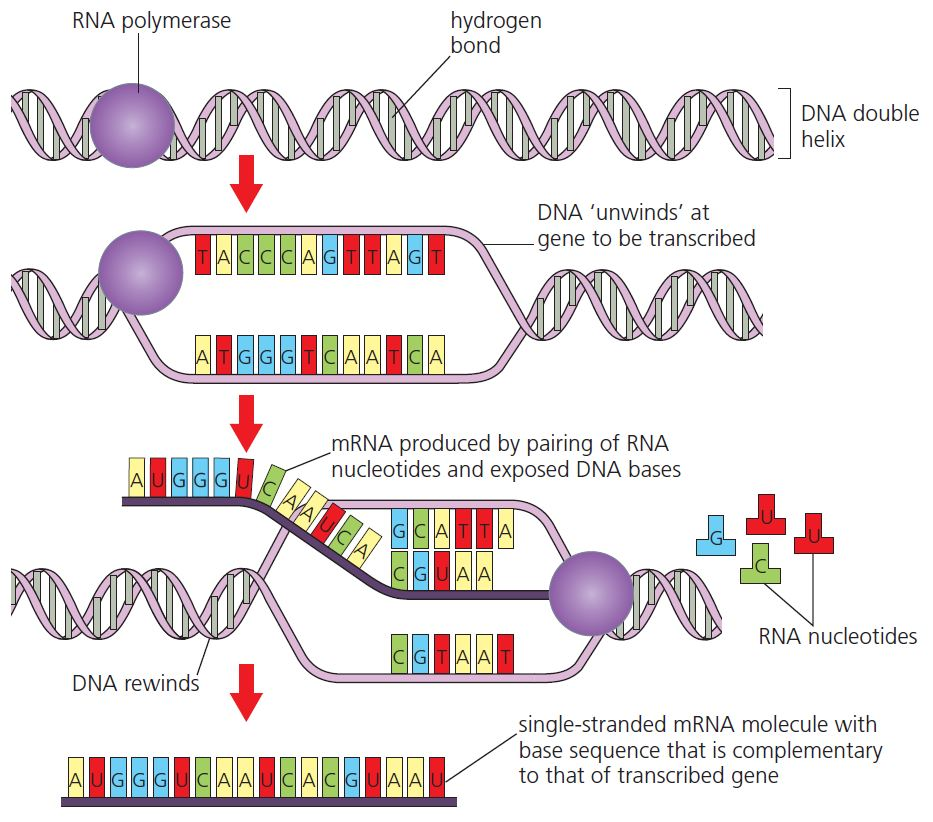 RNA polymerase
hydrogen
bond
DNA double
helix
DNA ‘unwinds’ at
gene to be transcribed
T A C C C A G T T A G T
A T G G G T C A A T C A
mRNA produced by pairing of RNA
nucleotides and exposed DNA bases
A U G G G U C A A U C A
G C A T T A
C G U A A
G U C U
RNA nucleotides
C G T A A T
DNA rewinds
single-stranded mRNA molecule with
base sequence that is complementary
to that of transcribed gene
A U G G G U C A A U C A C G U A A U